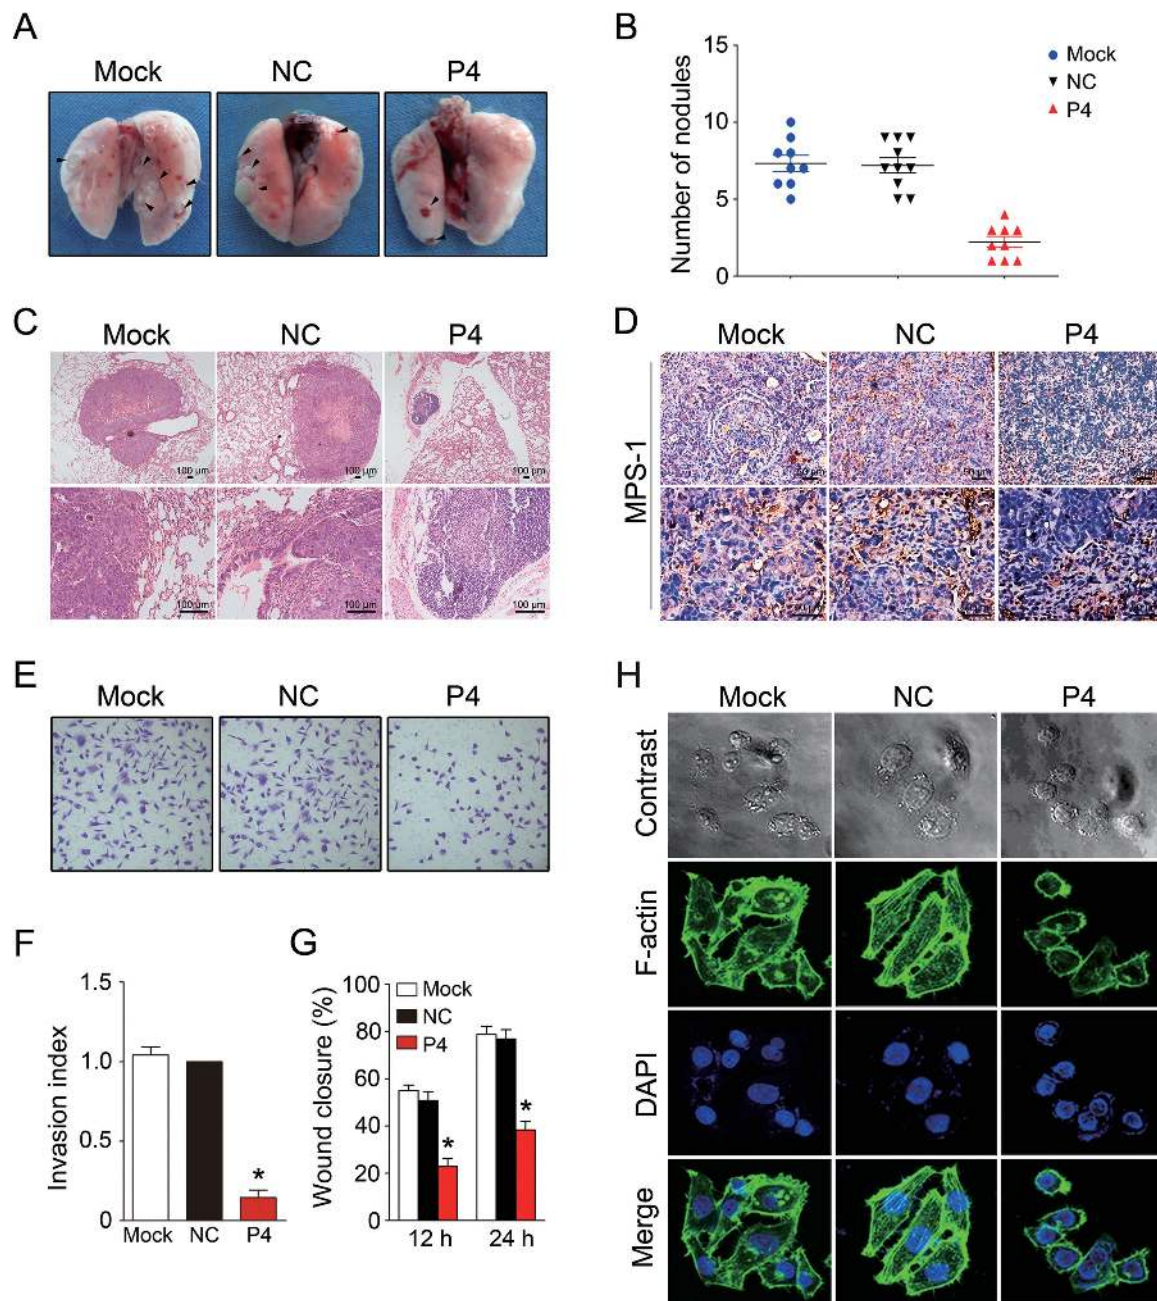 A
Mock NC P4
B
15
10
5
0
Number of nodules
Mock
NC
P4
C
Mock NC P4
100 µm 100 µm 100 µm
100 µm 100 µm 100 µm
D
Mock NC P4
MPS-1
E
Mock NC P4
F
1.5
1.0
0.5
0
Invasion index
Mock NC P4
G
100
80
60
40
20
0
Wound closure (%)
Mock
NC
P4
* *
*
12 h 24 h
H
Mock NC P4
Contrast
F-actin
DAPI
Merge